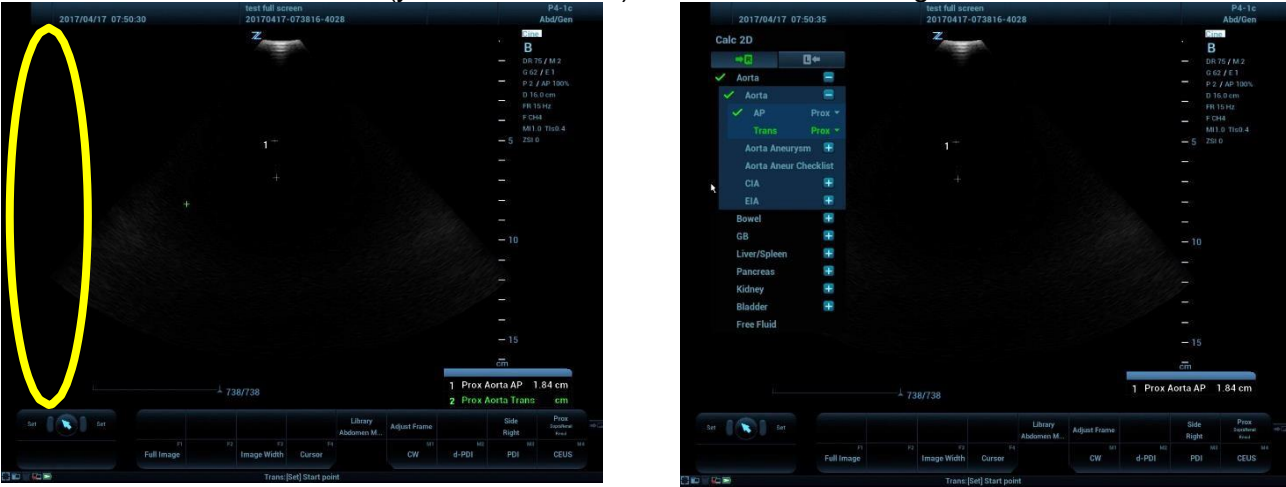 test full screen
P4-1c
2017/04/17 07:50:30
20170417-073816-4028
Abd/Gen
Z
Cine
B
DR 75 / M 2
G 62 / E 1
P 2 / AP 100%
D 16.0 cm
FR 15 Hz
F CH4
MI1.0 TIs0.4
ZSI 0
1
5
10
15
cm
738/738
1 Prox Aorta AP 1.84 cm
2 Prox Aorta Trans cm
Set
Set
Library
Abdomen M...
Adjust Frame
Side
Right
Prox
F1
F2
F3
F4
M1
M2
M3
M4
Full Image
Image Width
Cursor
CW
d-PDI
PDI
CEUS
Trans:[Set] Start point
test full screen
P4-1c
2017/04/17 07:50:35
20170417-073816-4028
Abd/Gen
Calc 2D
Z
R
L
Aorta
Aorta
AP Prox
Trans Prox
Aorta Aneurysm
Aorta Aneur Checklist
CIA
EIA
Bowel
GB
Liver/Spleen
Pancreas
Kidney
Bladder
Free Fluid
Cine
B
DR 75 / M 2
G 62 / E 1
P 2 / AP 100%
D 16.0 cm
FR 15 Hz
F CH4
MI1.0 TIs0.4
ZSI 0
1
5
10
15
cm
738/738
1 Prox Aorta AP 1.84 cm
Set
Set
Library
Abdomen M...
Adjust Frame
Side
Right
Prox
F1
F2
F3
F4
M1
M2
M3
M4
Full Image
Image Width
Cursor
CW
d-PDI
PDI
CEUS
Trans:[Set] Start point